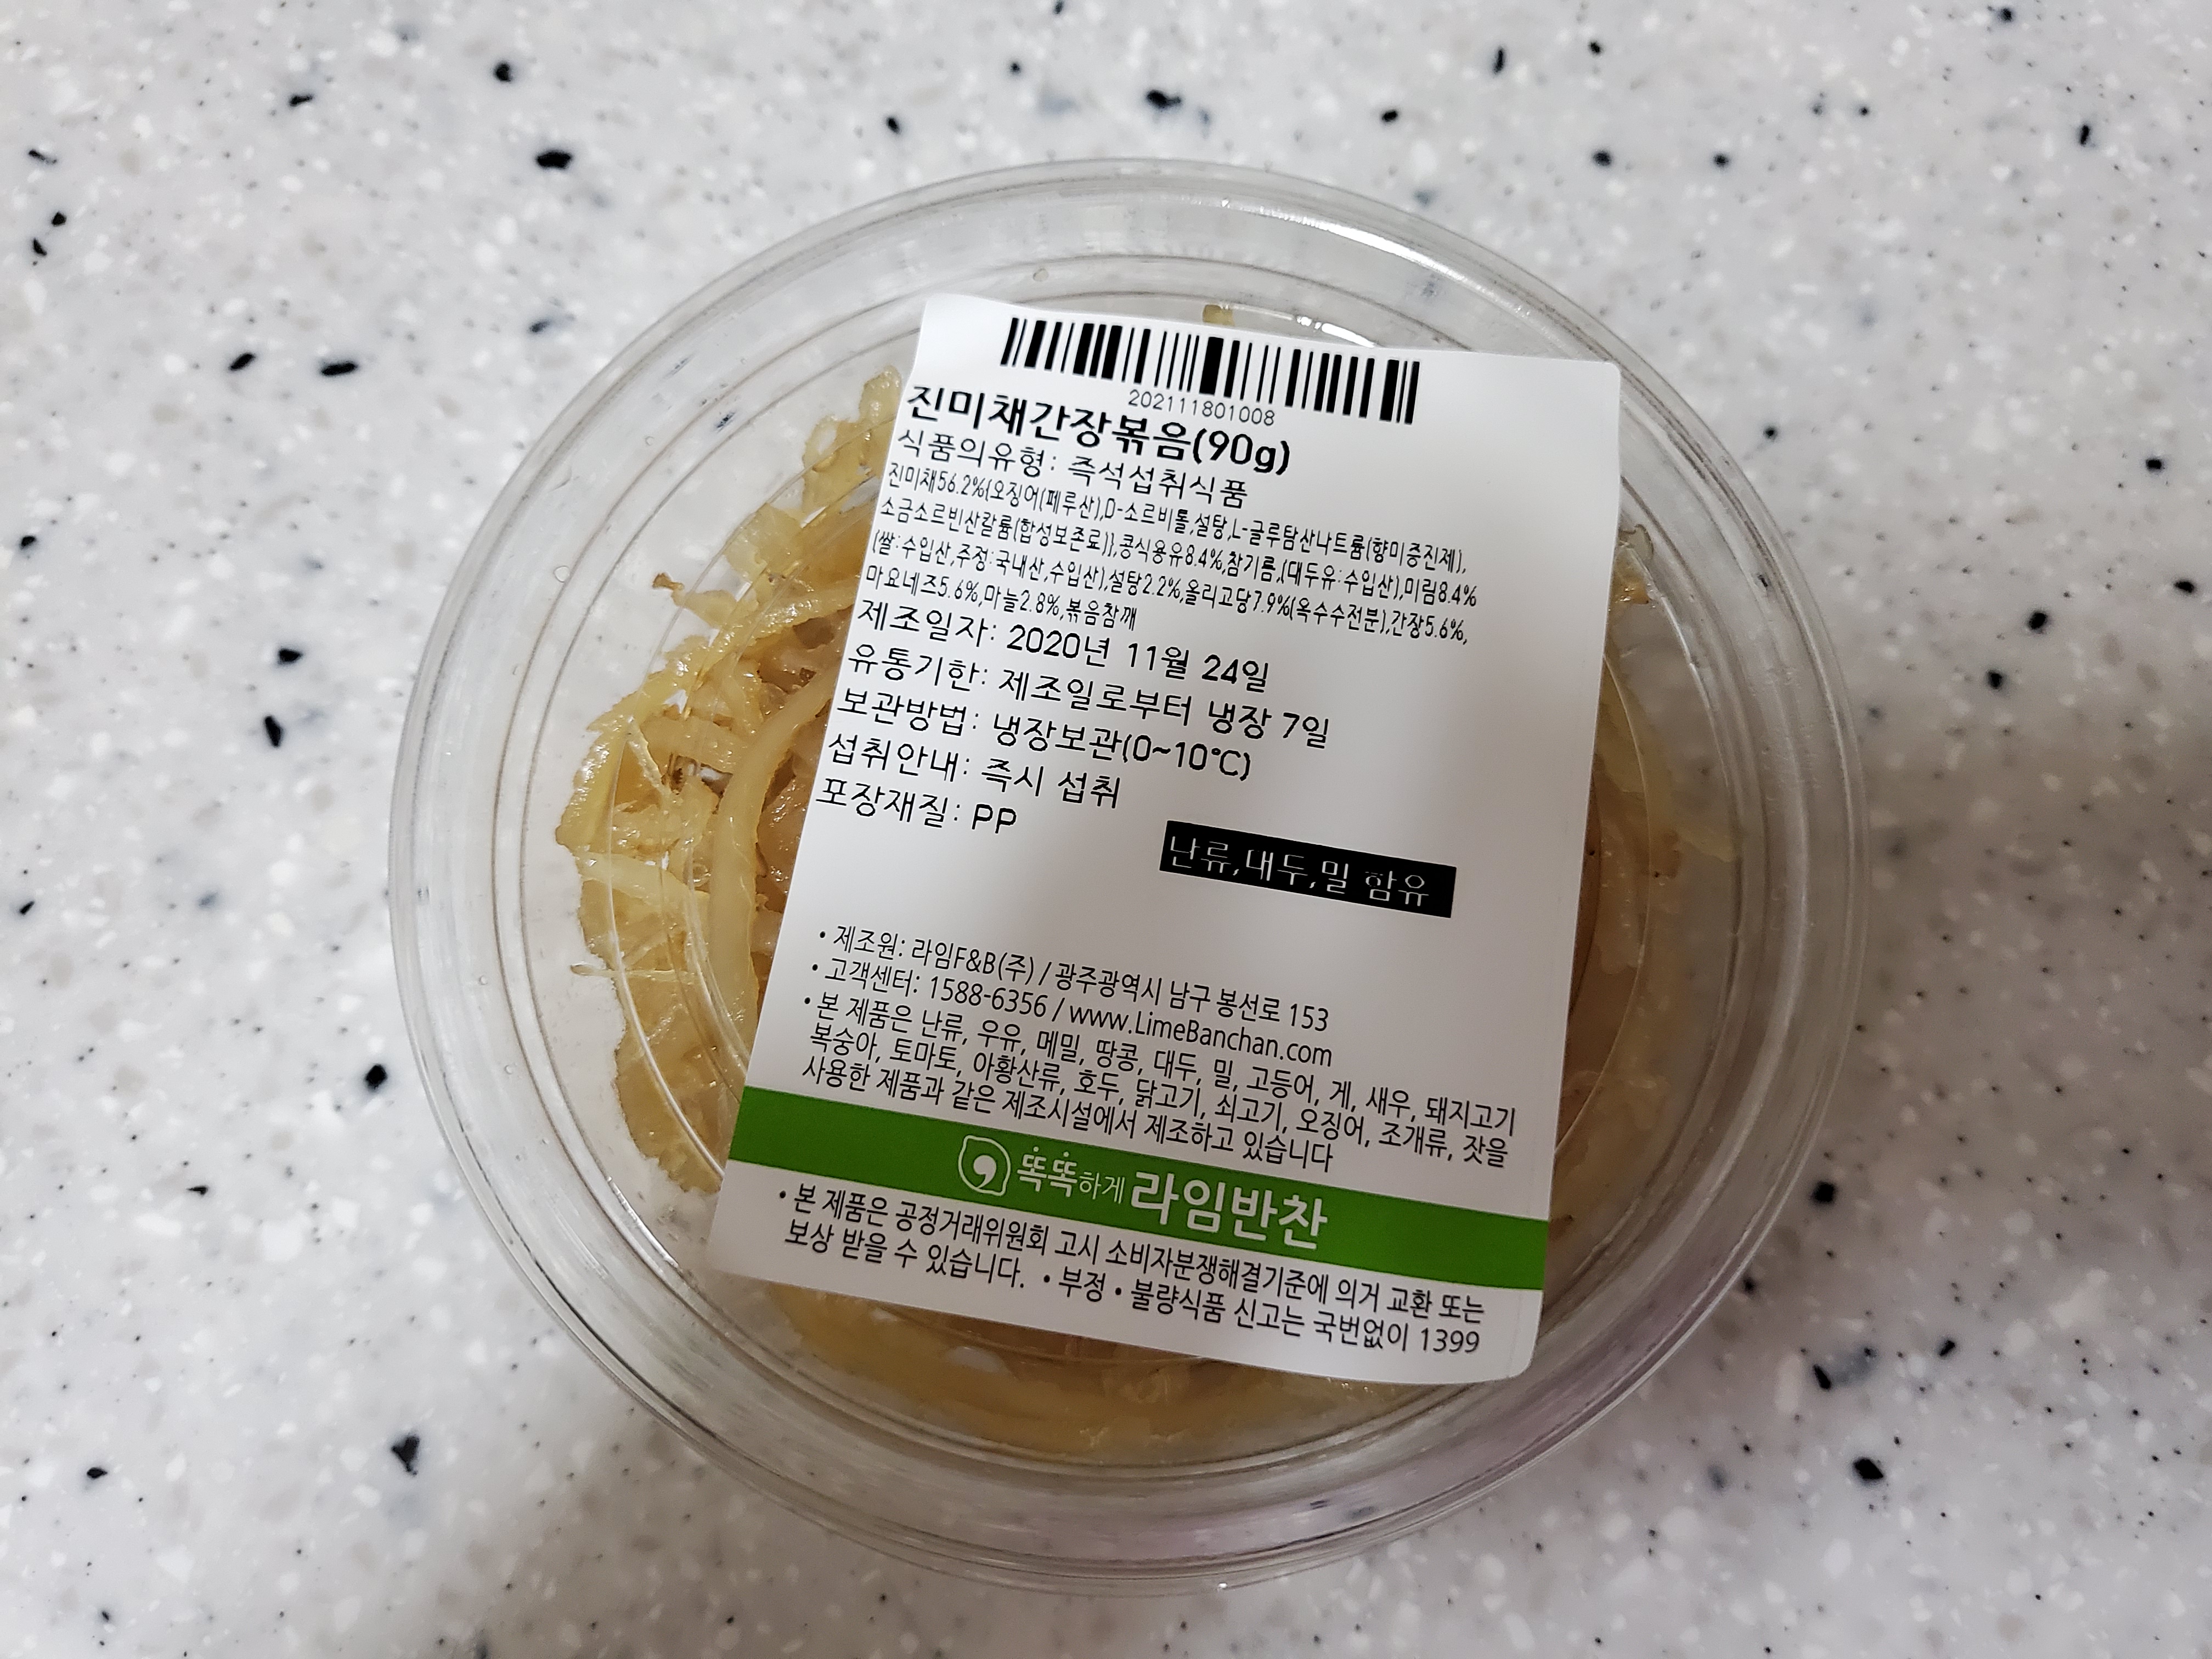 202111801008
진미채간장볶음(90g)
식품의유형: 즉석섭취식품
진미채56.2%{오징어(페루산),D-소르비톨,설탕,L-글루탐산나트륨(향미증진제),
소금소르빈산칼륨(합성보존료)},콩식용유8.4%,참기름,(대두유:수입산),미림8.4%
(쌀:수입산,주정:국내산,수입산),설탕2.2%,올리고당7.9%(옥수수전분),간장5.6%,
마요네즈5.6%,마늘2.8%,볶음참깨
제조일자: 2020년 11월 24일
유통기한: 제조일로부터 냉장 7일
보관방법: 냉장보관(0~10℃)
섭취안내: 즉시 섭취
포장재질: PP
난류,대두,밀 함유
• 제조원: 라임F&B(주) / 광주광역시 남구 봉선로 153
• 고객센터: 1588-6356 / www.LimeBanchan.com
• 본 제품은 난류, 우유, 메밀, 땅콩, 대두, 밀, 고등어, 게, 새우, 돼지고기
복숭아, 토마토, 아황산류, 호두, 닭고기, 쇠고기, 오징어, 조개류, 잣을
사용한 제품과 같은 제조시설에서 제조하고 있습니다
똑똑하게 라임반찬
• 본 제품은 공정거래위원회 고시 소비자분쟁해결기준에 의거 교환 또는
보상 받을 수 있습니다. • 부정 • 불량식품 신고는 국번없이 1399